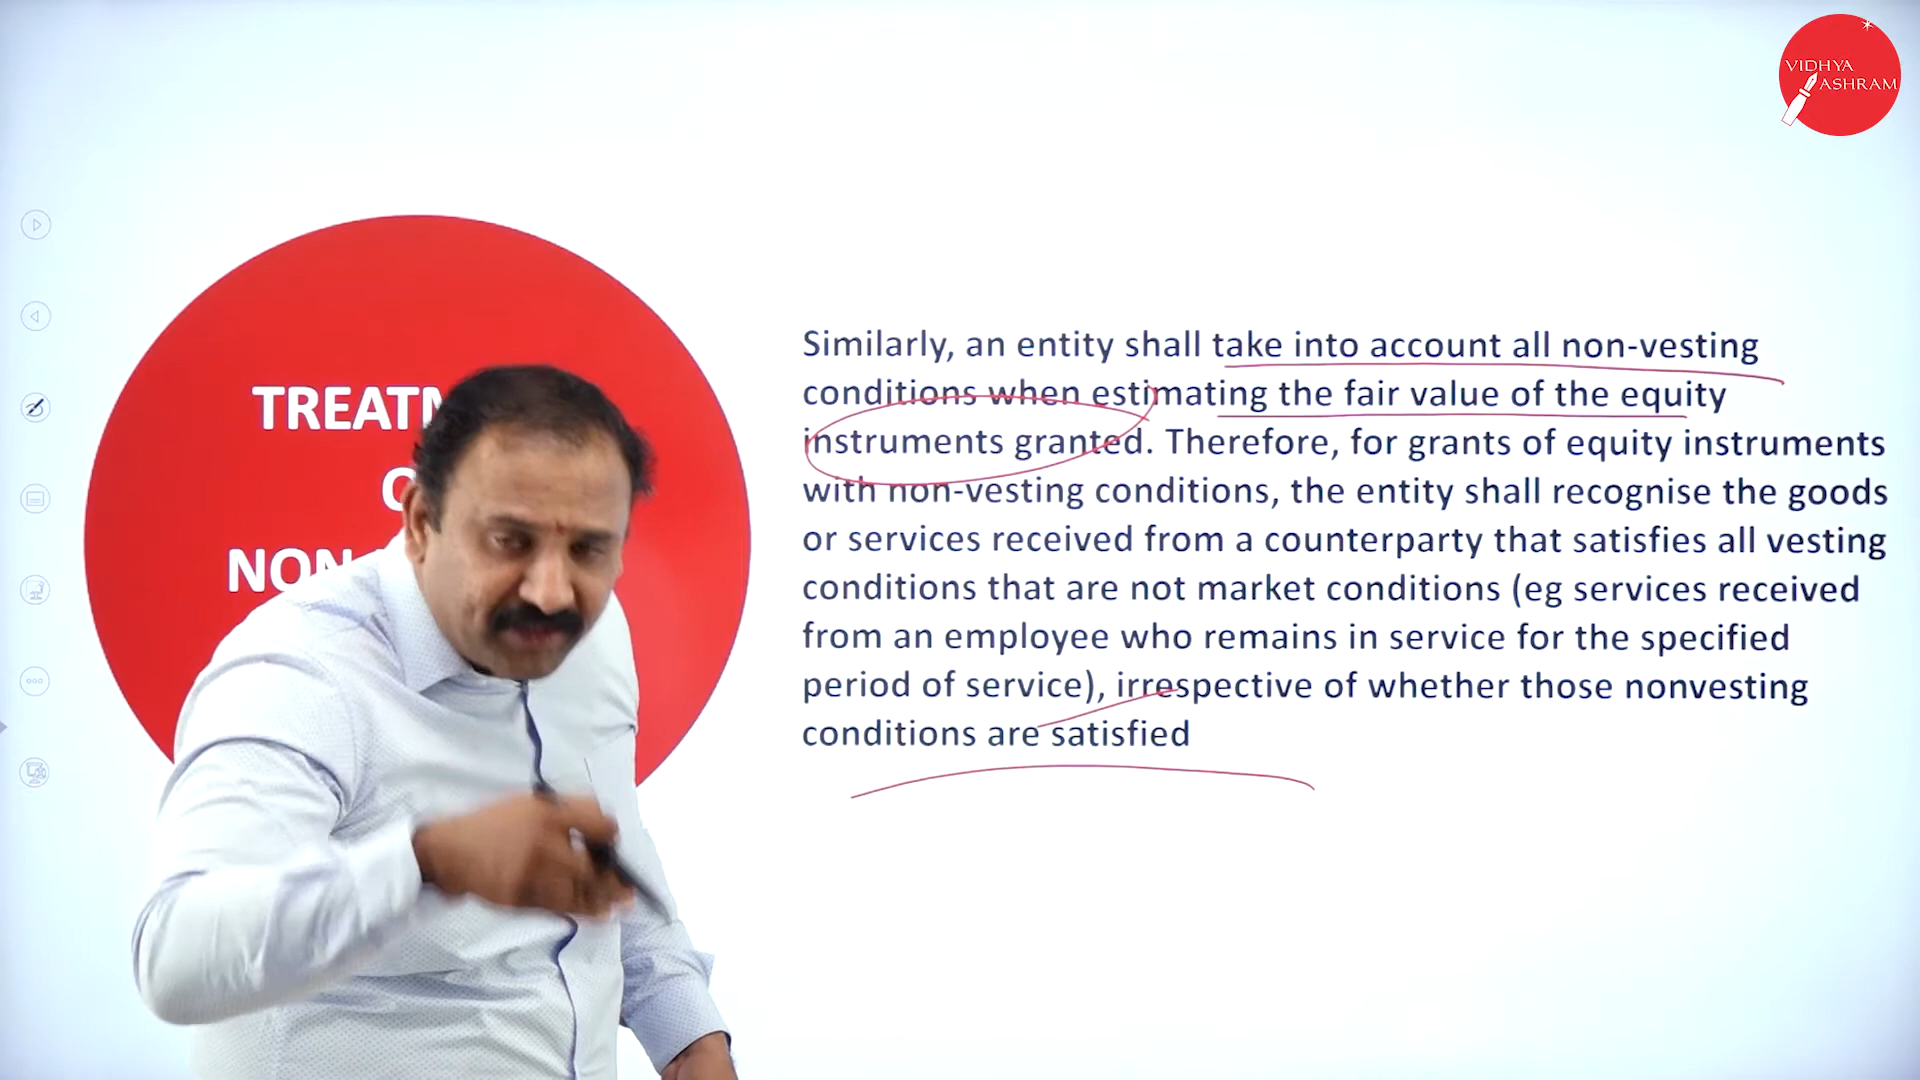 VIDHYA
ASHRAM
TREATM
O
NON
Similarly, an entity shall take into account all non-vesting
conditions when estimating the fair value of the equity
instruments granted. Therefore, for grants of equity instruments
with non-vesting conditions, the entity shall recognise the goods
or services received from a counterparty that satisfies all vesting
conditions that are not market conditions (eg services received
from an employee who remains in service for the specified
period of service), irrespective of whether those nonvesting
conditions are satisfied